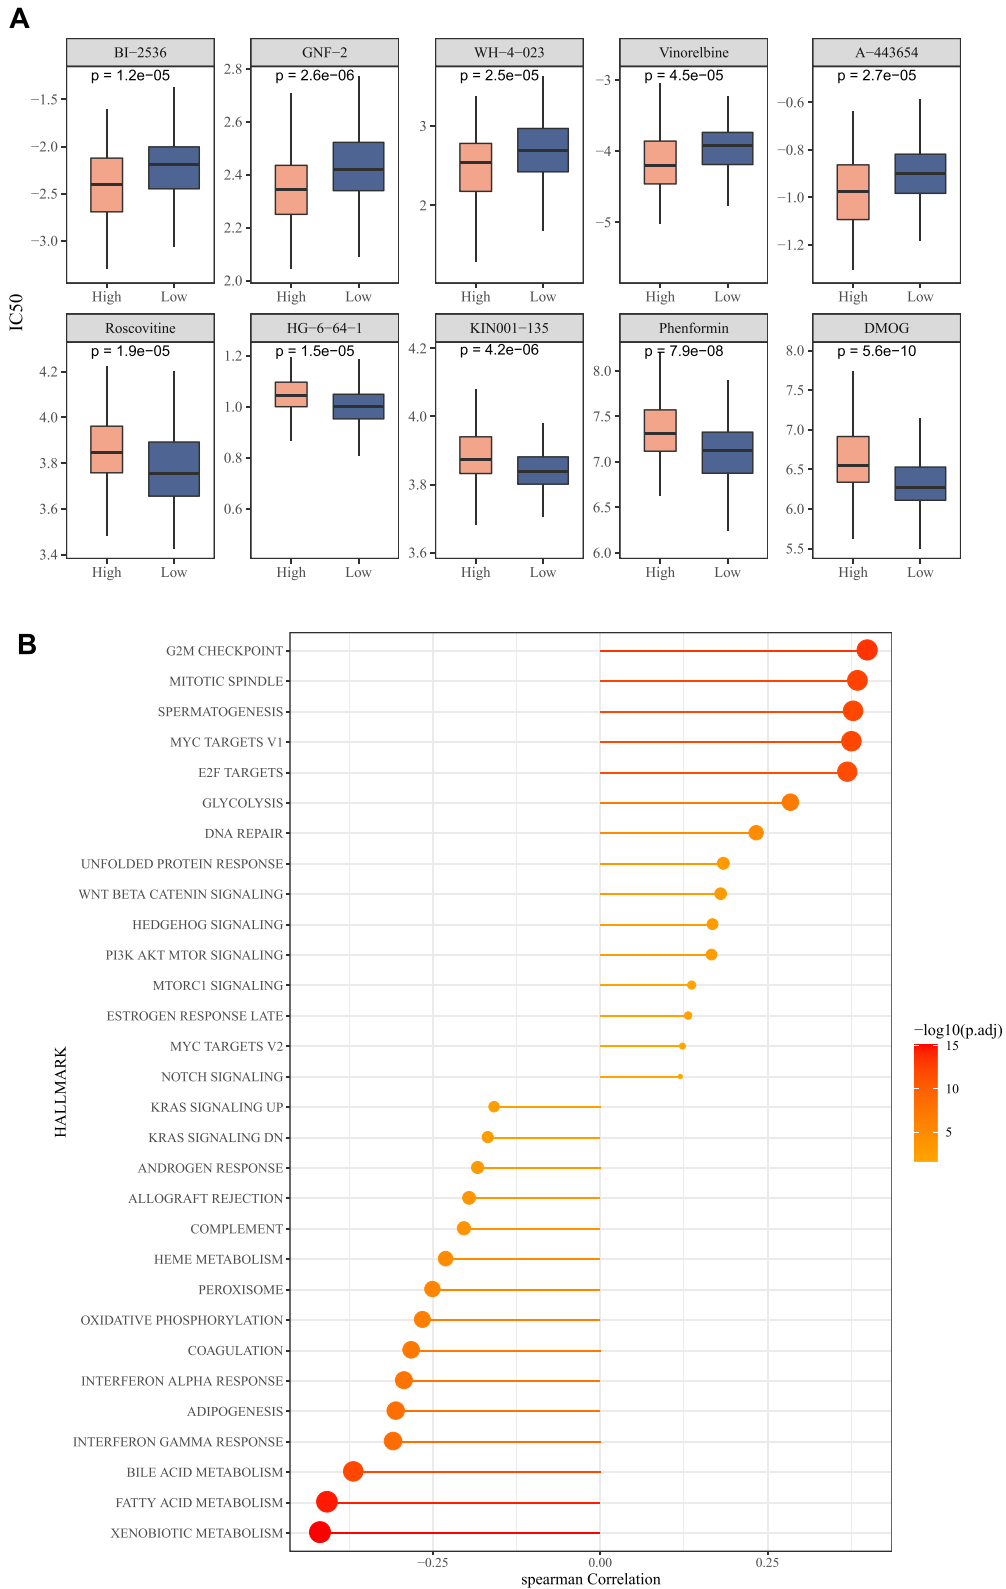 A
BI−2536
GNF−2
WH−4−023
Vinorelbine
A−443654
p = 1.2e−05
p = 2.6e−06
p = 2.5e−05
p = 4.5e−05
p = 2.7e−05
−1.5
−2.0
−2.5
−3.0
2.8
2.6
2.4
2.2
2.0
3
2
−3
−4
−5
−0.6
−0.8
−1.0
−1.2
High Low
High Low
High Low
High Low
High Low
IC50
Roscovitine
HG−6−64−1
KIN001−135
Phenformin
DMOG
p = 1.9e−05
p = 1.5e−05
p = 4.2e−06
p = 7.9e−08
p = 5.6e−10
4.2
4.0
3.8
3.6
3.4
1.2
1.0
0.8
0.6
4.2
4.0
3.8
3.6
8.0
7.5
7.0
6.5
6.0
8.0
7.5
7.0
6.5
6.0
5.5
High Low
High Low
High Low
High Low
High Low
B
HALLMARK
G2M CHECKPOINT
MITOTIC SPINDLE
SPERMATOGENESIS
MYC TARGETS V1
E2F TARGETS
GLYCOLYSIS
DNA REPAIR
UNFOLDED PROTEIN RESPONSE
WNT BETA CATENIN SIGNALING
HEDGEHOG SIGNALING
PI3K AKT MTOR SIGNALING
MTORC1 SIGNALING
ESTROGEN RESPONSE LATE
MYC TARGETS V2
NOTCH SIGNALING
KRAS SIGNALING UP
KRAS SIGNALING DN
ANDROGEN RESPONSE
ALLOGRAFT REJECTION
COMPLEMENT
HEME METABOLISM
PEROXISOME
OXIDATIVE PHOSPHORYLATION
COAGULATION
INTERFERON ALPHA RESPONSE
ADIPOGENESIS
INTERFERON GAMMA RESPONSE
BILE ACID METABOLISM
FATTY ACID METABOLISM
XENOBIOTIC METABOLISM
−0.25 0.00 0.25
spearman Correlation
−log10(p.adj)
15
10
5